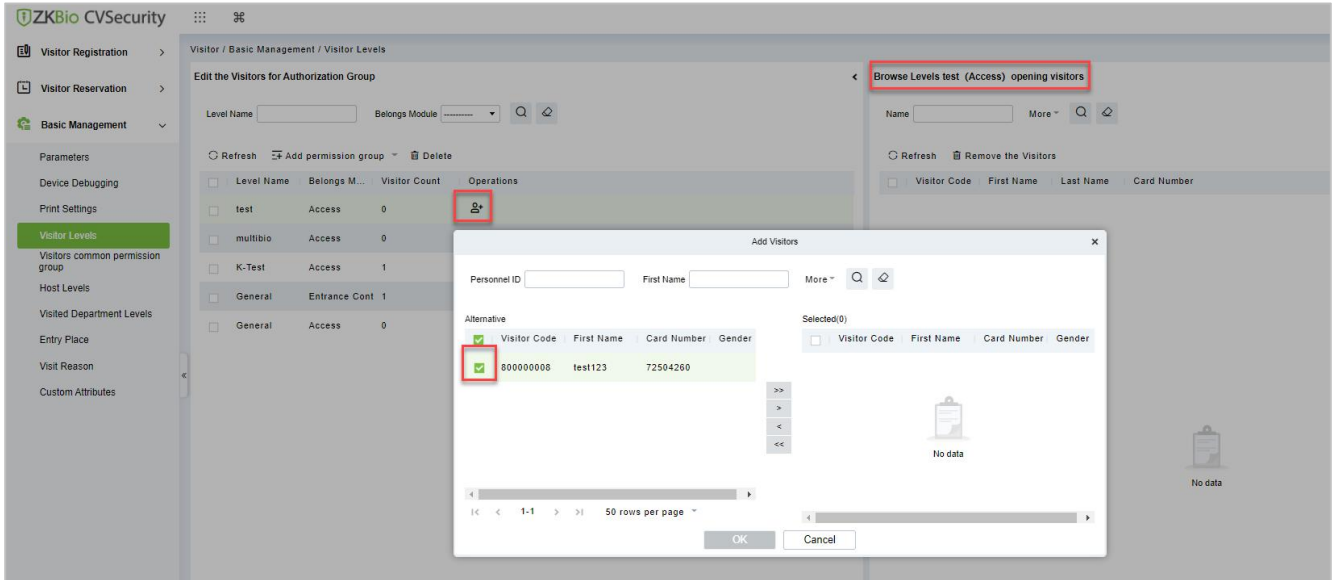 ZKBio CVSecurity
Visitor Registration
Visitor Reservation
Basic Management
Parameters
Device Debugging
Print Settings
Visitor Levels
Visitors common permission
group
Host Levels
Visited Department Levels
Entry Place
Visit Reason
Custom Attributes
Visitor / Basic Management / Visitor Levels
Edit the Visitors for Authorization Group
Level Name Belongs Module ----------
Refresh Add permission group Delete
Level Name Belongs M... Visitor Count Operations
test Access 0
multibio Access 0
K-Test Access 1
General Entrance Cont 1
General Access 0
Browse Levels test (Access) opening visitors
Name More
Refresh Remove the Visitors
Visitor Code First Name Last Name Card Number
No data
Add Visitors
Personnel ID First Name More
Alternative
Visitor Code First Name Card Number Gender
800000008 test123 72504260
>>
>
<
<<
1-1 50 rows per page
Selected(0)
Visitor Code First Name Card Number Gender
No data
OK Cancel